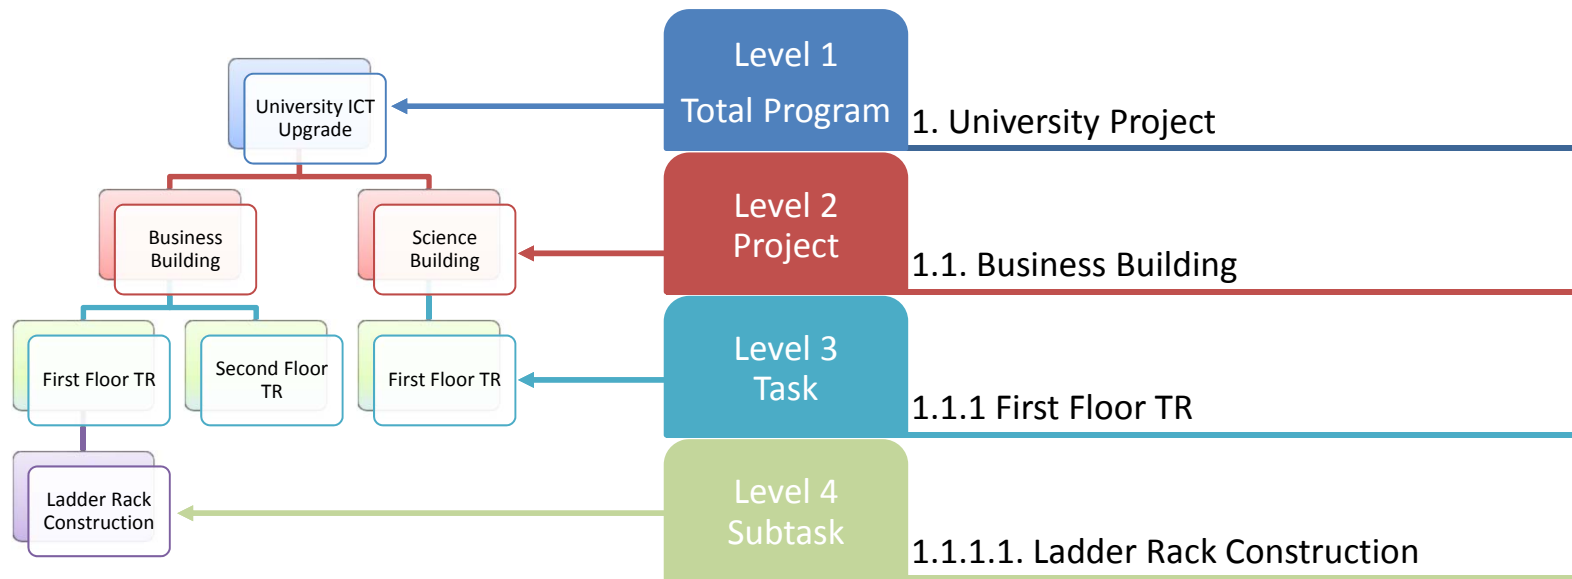 University ICT
Upgrade
Business
Building
Science
Building
First Floor TR
Second Floor
TR
First Floor TR
Ladder Rack
Construction
Level 1
Total Program
1. University Project
Level 2
Project
1.1. Business Building
Level 3
Task
1.1.1 First Floor TR
Level 4
Subtask
1.1.1.1. Ladder Rack Construction